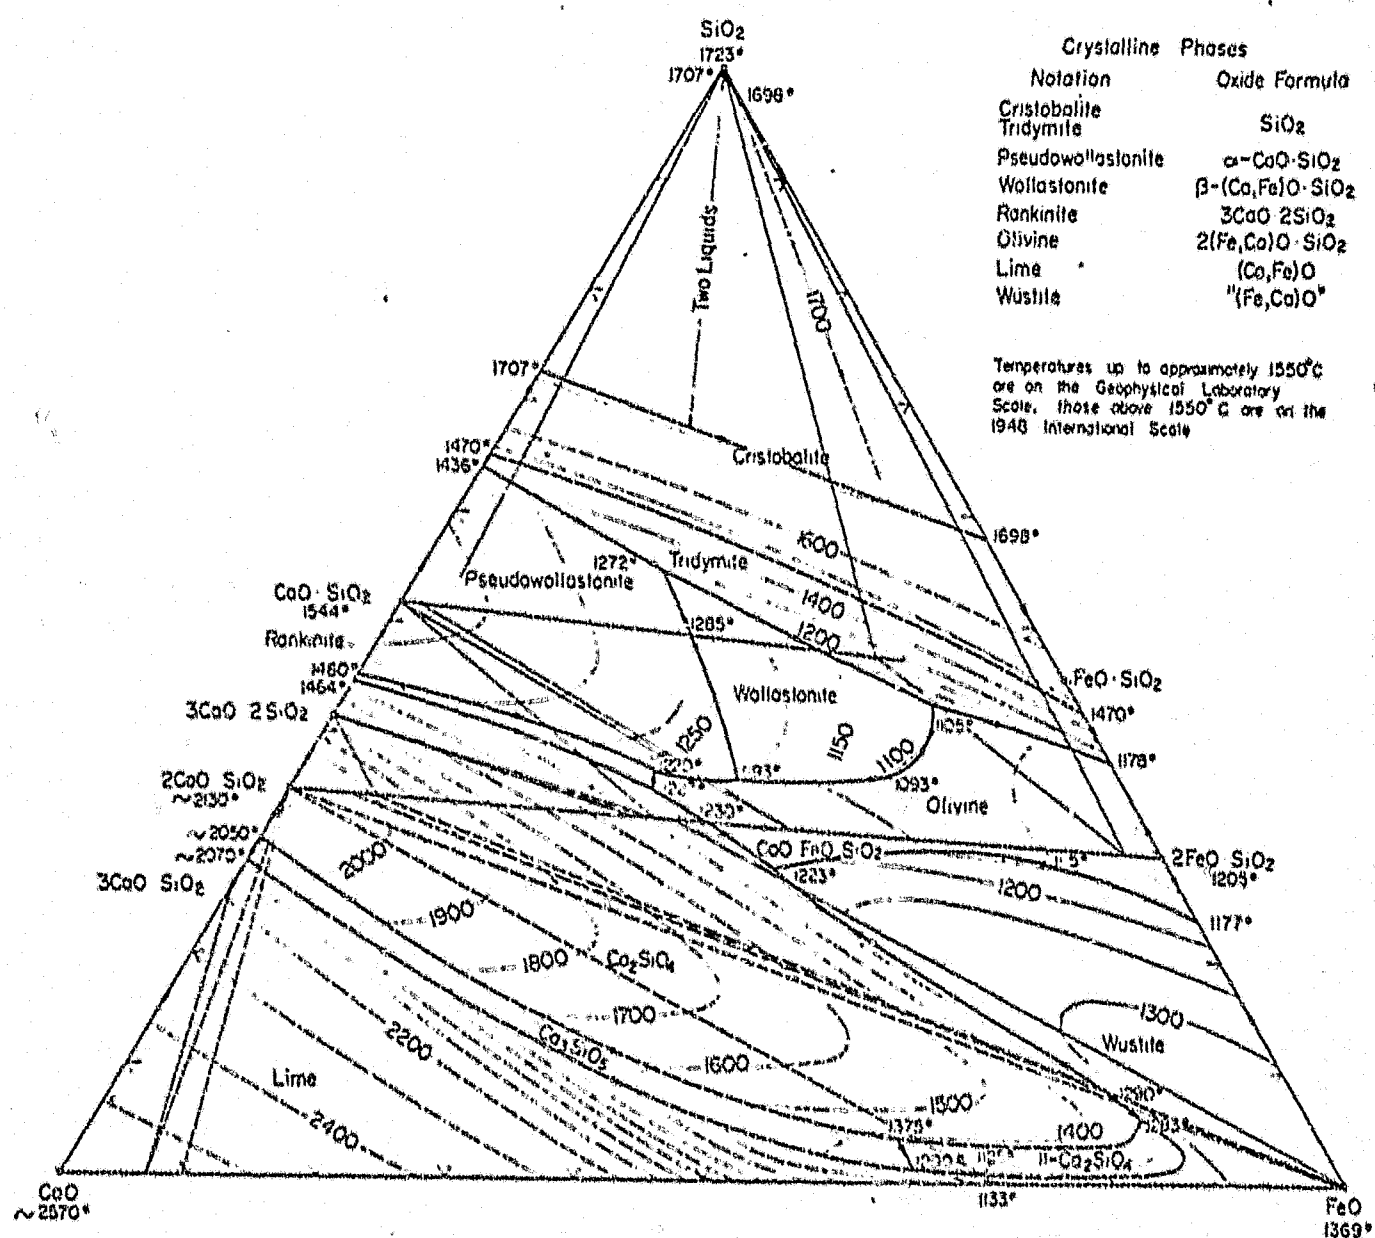 SiO₂
1723°
1707°
1698°
Crystalline Phases
Notation Oxide Formula
Cristobalite
Tridymite SiO₂
Pseudowollastonite α-CaO·SiO₂
Wollastonite β-(Ca,Fe)O·SiO₂
Rankinite 3CaO 2SiO₂
Olivine 2(Fe,Ca)O·SiO₂
Lime (Ca,Fe)O
Wüstite "(Fe,Ca)O"
Temperatures up to approximately 1550°C
are on the Geophysical Laboratory
Scale, those above 1550°C are on the
1948 International Scale
Two Liquids
1700
1707°
Cristobalite
1470°
1436°
1698°
1600
1272°
Tridymite
Pseudowollastonite
1400
CaO·SiO₂
1544°
1285°
1200
Rankinite
1460°
1464°
FeO·SiO₂
Wollastonite
1470°
3CaO 2SiO₂
1250
1150
1100
1105°
1178°
1093°
2CaO SiO₂
~2130°
1230°
Olivine
~2050°
~2070°
2000
CaO FeO SiO₂
1223°
2FeO SiO₂
1205°
3CaO SiO₂
1200
1177°
1900
1800
Ca₂SiO₄
1700
1300
Ca₃SiO₅
Wustite
2200
1600
Lime
1500
1280°
2400
1375°
1400
1133°
CaO
~2570°
FeO
1369°